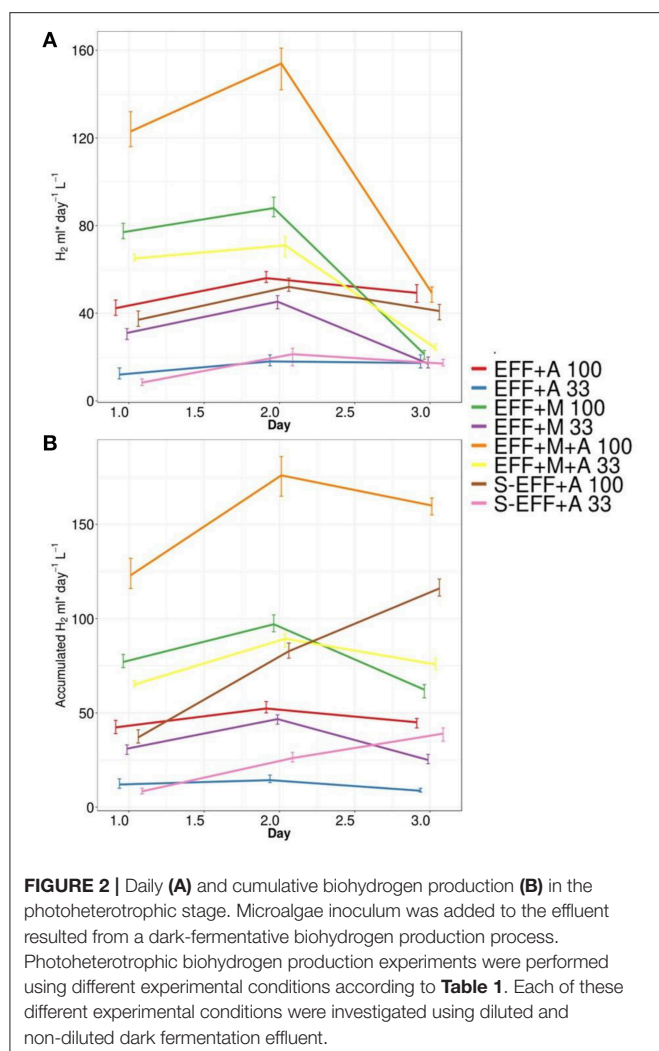 A
160
120
80
40
0
H₂ ml* day⁻¹ L⁻¹
1.0 1.5 2.0 2.5 3.0
Day
B
150
100
50
0
Accumulated H₂ ml* day⁻¹ L⁻¹
1.0 1.5 2.0 2.5 3.0
Day
EFF+A 100
EFF+A 33
EFF+M 100
EFF+M 33
EFF+M+A 100
EFF+M+A 33
S-EFF+A 100
S-EFF+A 33
FIGURE 2 | Daily (A) and cumulative biohydrogen production (B) in the
photoheterotrophic stage. Microalgae inoculum was added to the effluent
resulted from a dark-fermentative biohydrogen production process.
Photoheterotrophic biohydrogen production experiments were performed
using different experimental conditions according to Table 1. Each of these
different experimental conditions were investigated using diluted and
non-diluted dark fermentation effluent.